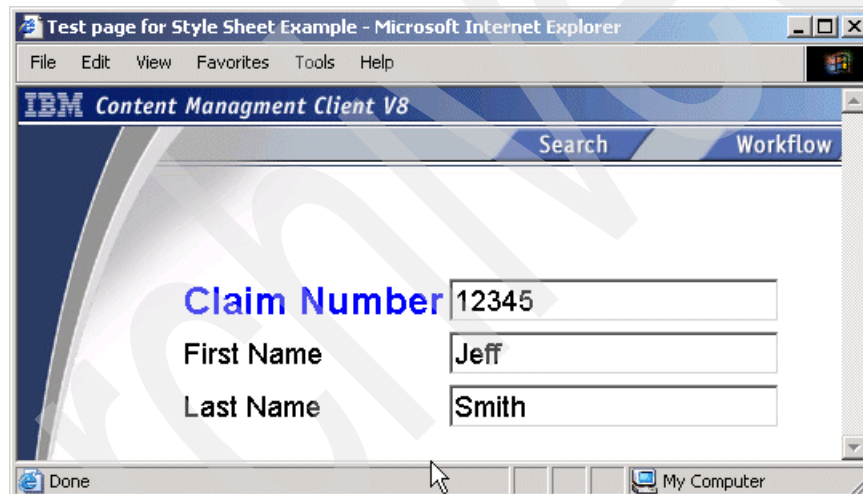 Test page for Style Sheet Example - Microsoft Internet Explorer
File Edit View Favorites Tools Help
IBM Content Managment Client V8
Search Workflow
Claim Number 12345
First Name Jeff
Last Name Smith
Done My Computer